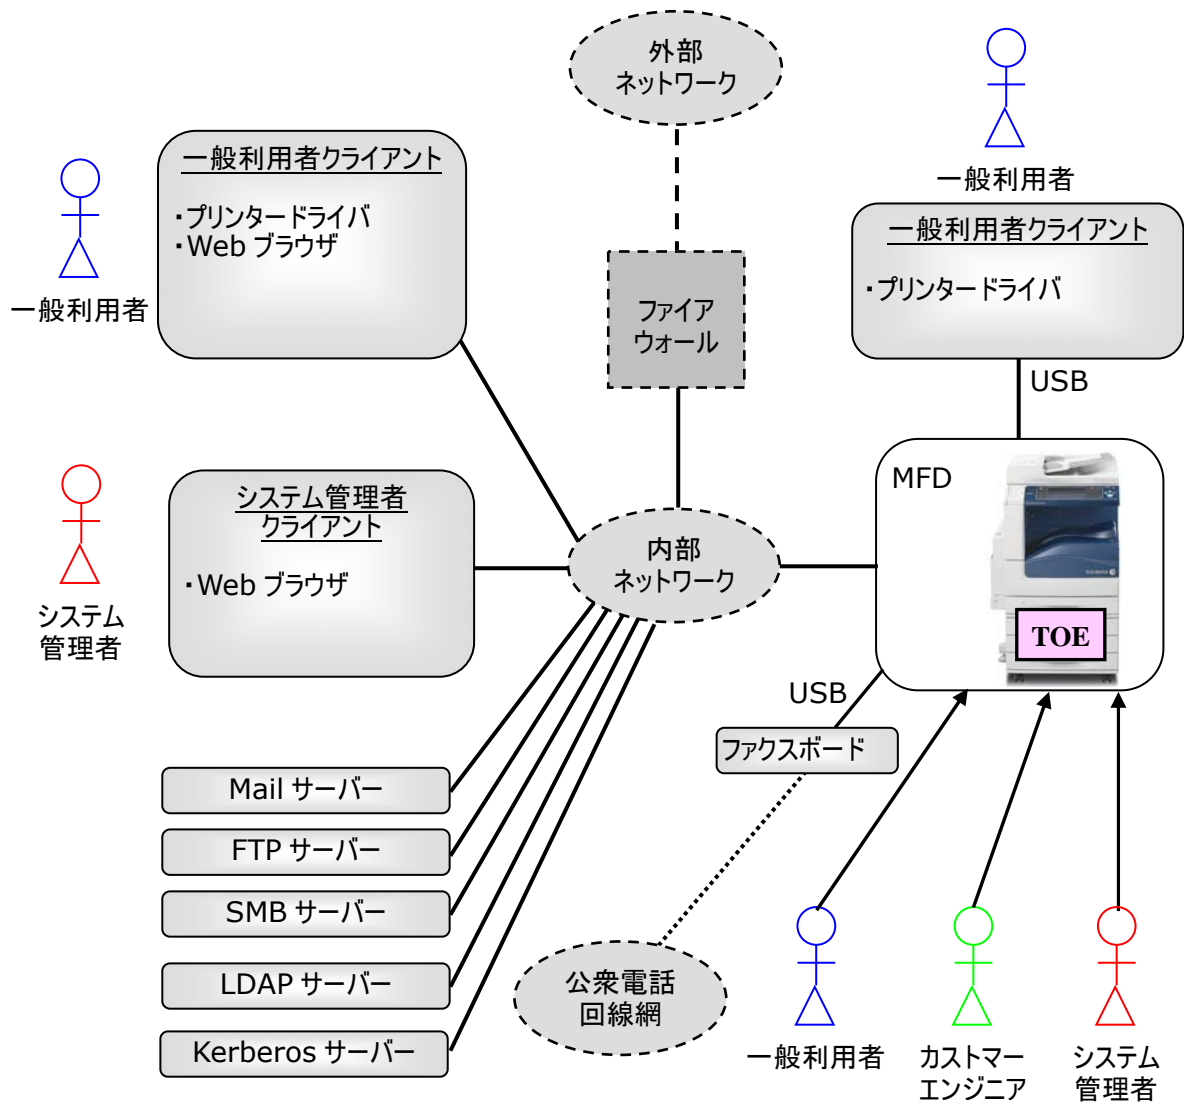 外部
ネットワーク
一般利用者
一般利用者クライアント
・プリンタードライバ
・Web ブラウザ
一般利用者
一般利用者クライアント
・プリンタードライバ
USB
ファイア
ウォール
システム管理者
クライアント
・Web ブラウザ
システム
管理者
内部
ネットワーク
MFD
TOE
USB
ファクスボード
Mail サーバー
FTP サーバー
SMB サーバー
LDAP サーバー
Kerberos サーバー
公衆電話
回線網
一般利用者
カストマー
エンジニア
システム
管理者